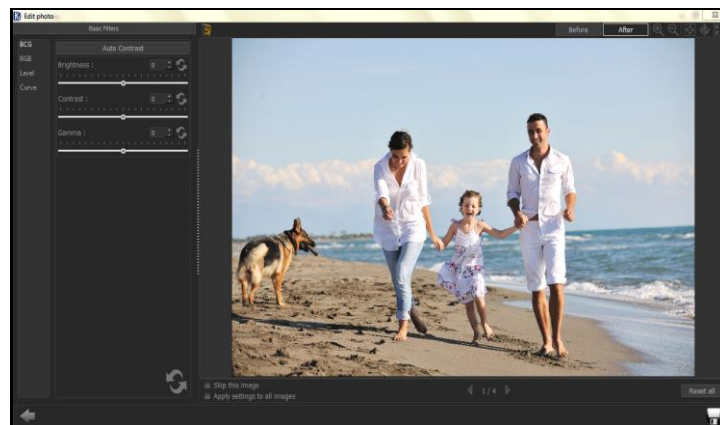 Edit photo
Basic Filters
Before
After
BCG
RGB
Level
Curve
Auto Contrast
Brightness :
0
Contrast :
0
Gamma :
0
Skip this image
Apply settings to all images
1/4
Reset all